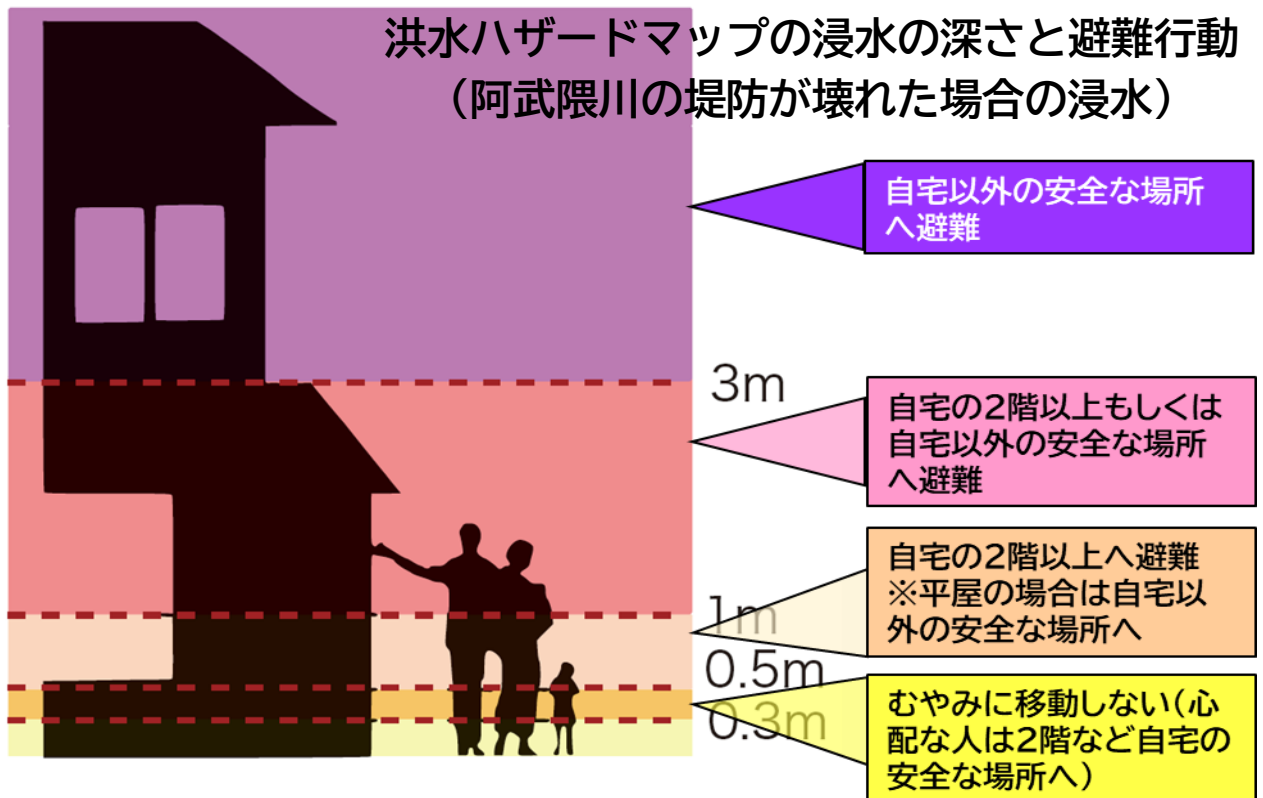 洪水ハザードマップの浸水の深さと避難行動
（阿武隈川の堤防が壊れた場合の浸水）
自宅以外の安全な場所
へ避難
3m
自宅の2階以上もしくは
自宅以外の安全な場所
へ避難
自宅の2階以上へ避難
※平屋の場合は自宅以
外の安全な場所へ
1m
0.5m
0.3m
むやみに移動しない(心
配な人は2階など自宅の
安全な場所へ)